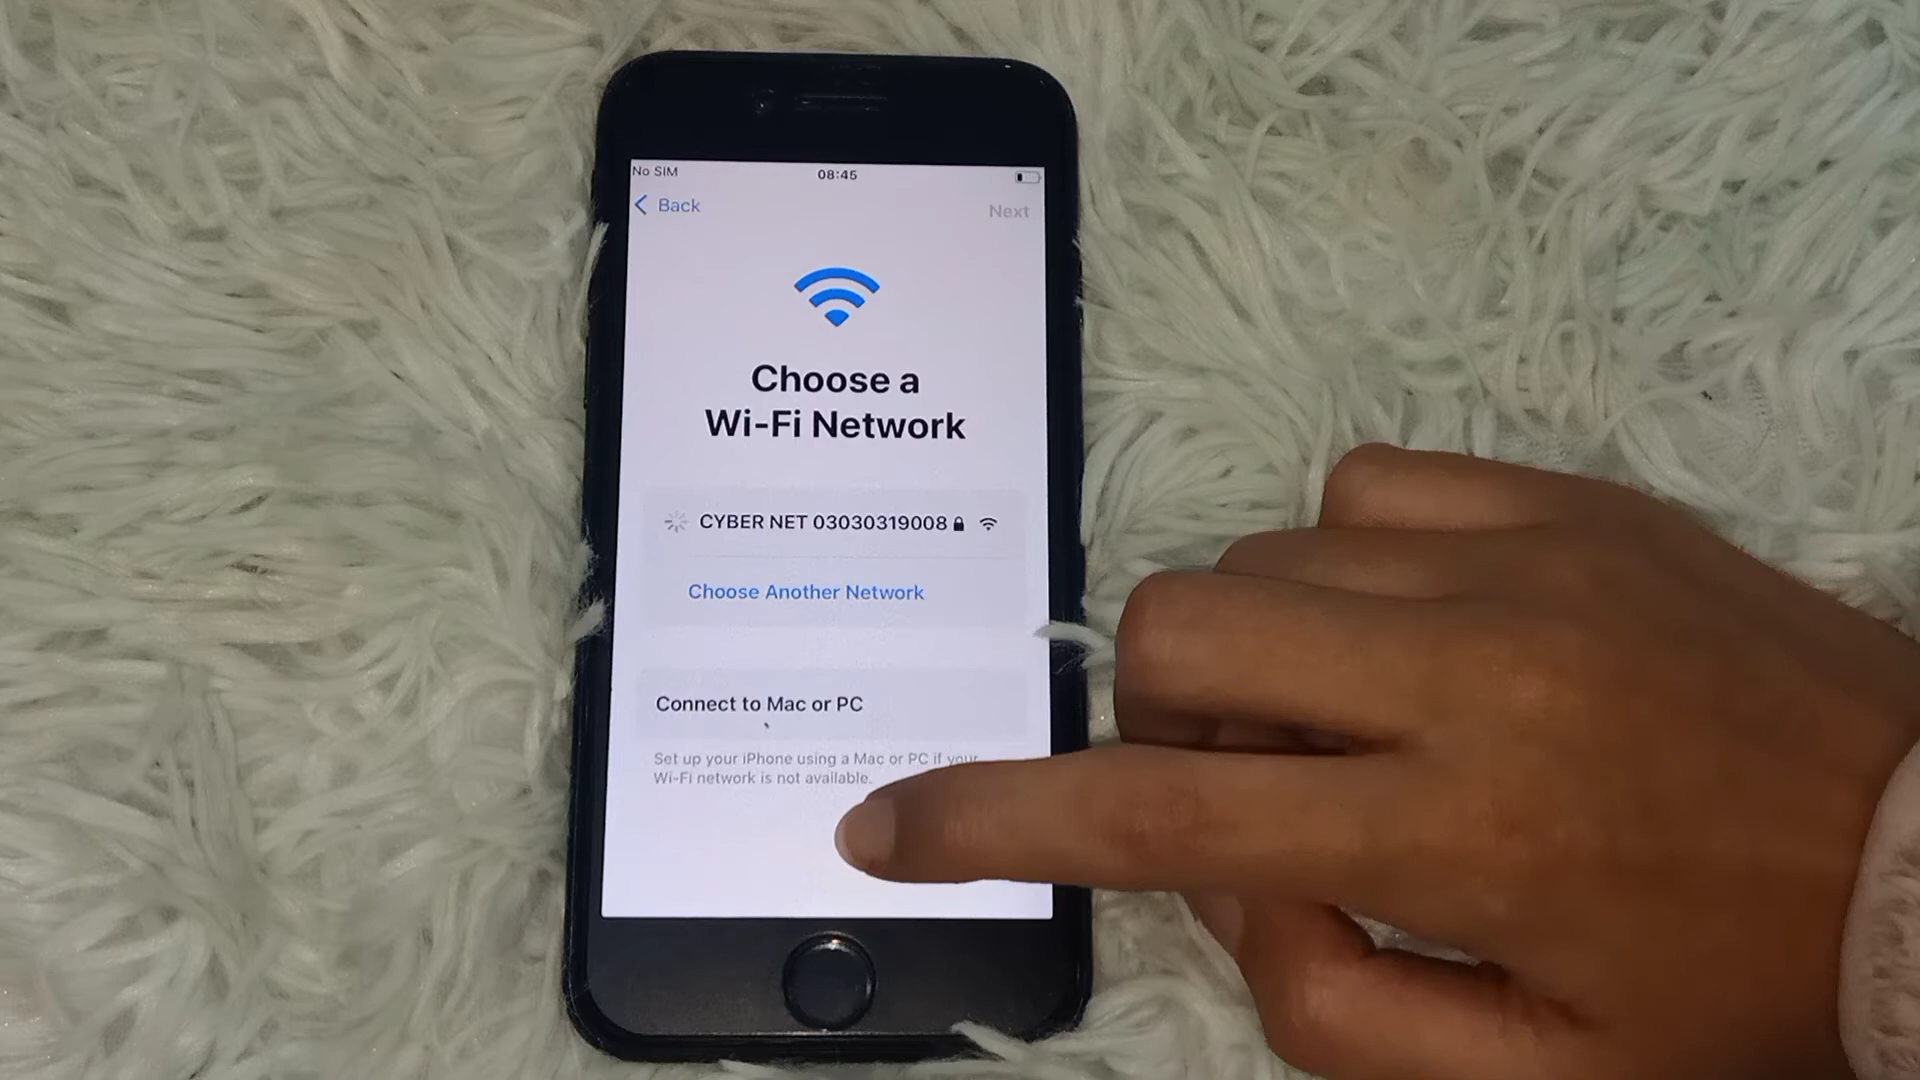 No SIM
08:45
Back
Next
Choose a
Wi-Fi Network
CYBER NET 03030319008
Choose Another Network
Connect to Mac or PC
Set up your iPhone using a Mac or PC if your
Wi-Fi network is not available.